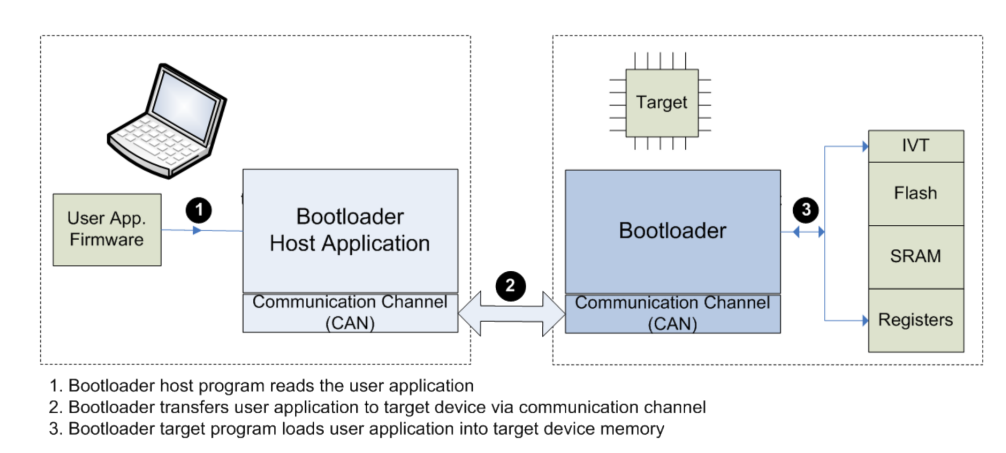 Target
IVT
Flash
SRAM
Registers
User App.
Firmware
1
Bootloader
Host Application
Communication Channel
(CAN)
2
Bootloader
Communication Channel
(CAN)
3
1. Bootloader host program reads the user application
2. Bootloader transfers user application to target device via communication channel
3. Bootloader target program loads user application into target device memory